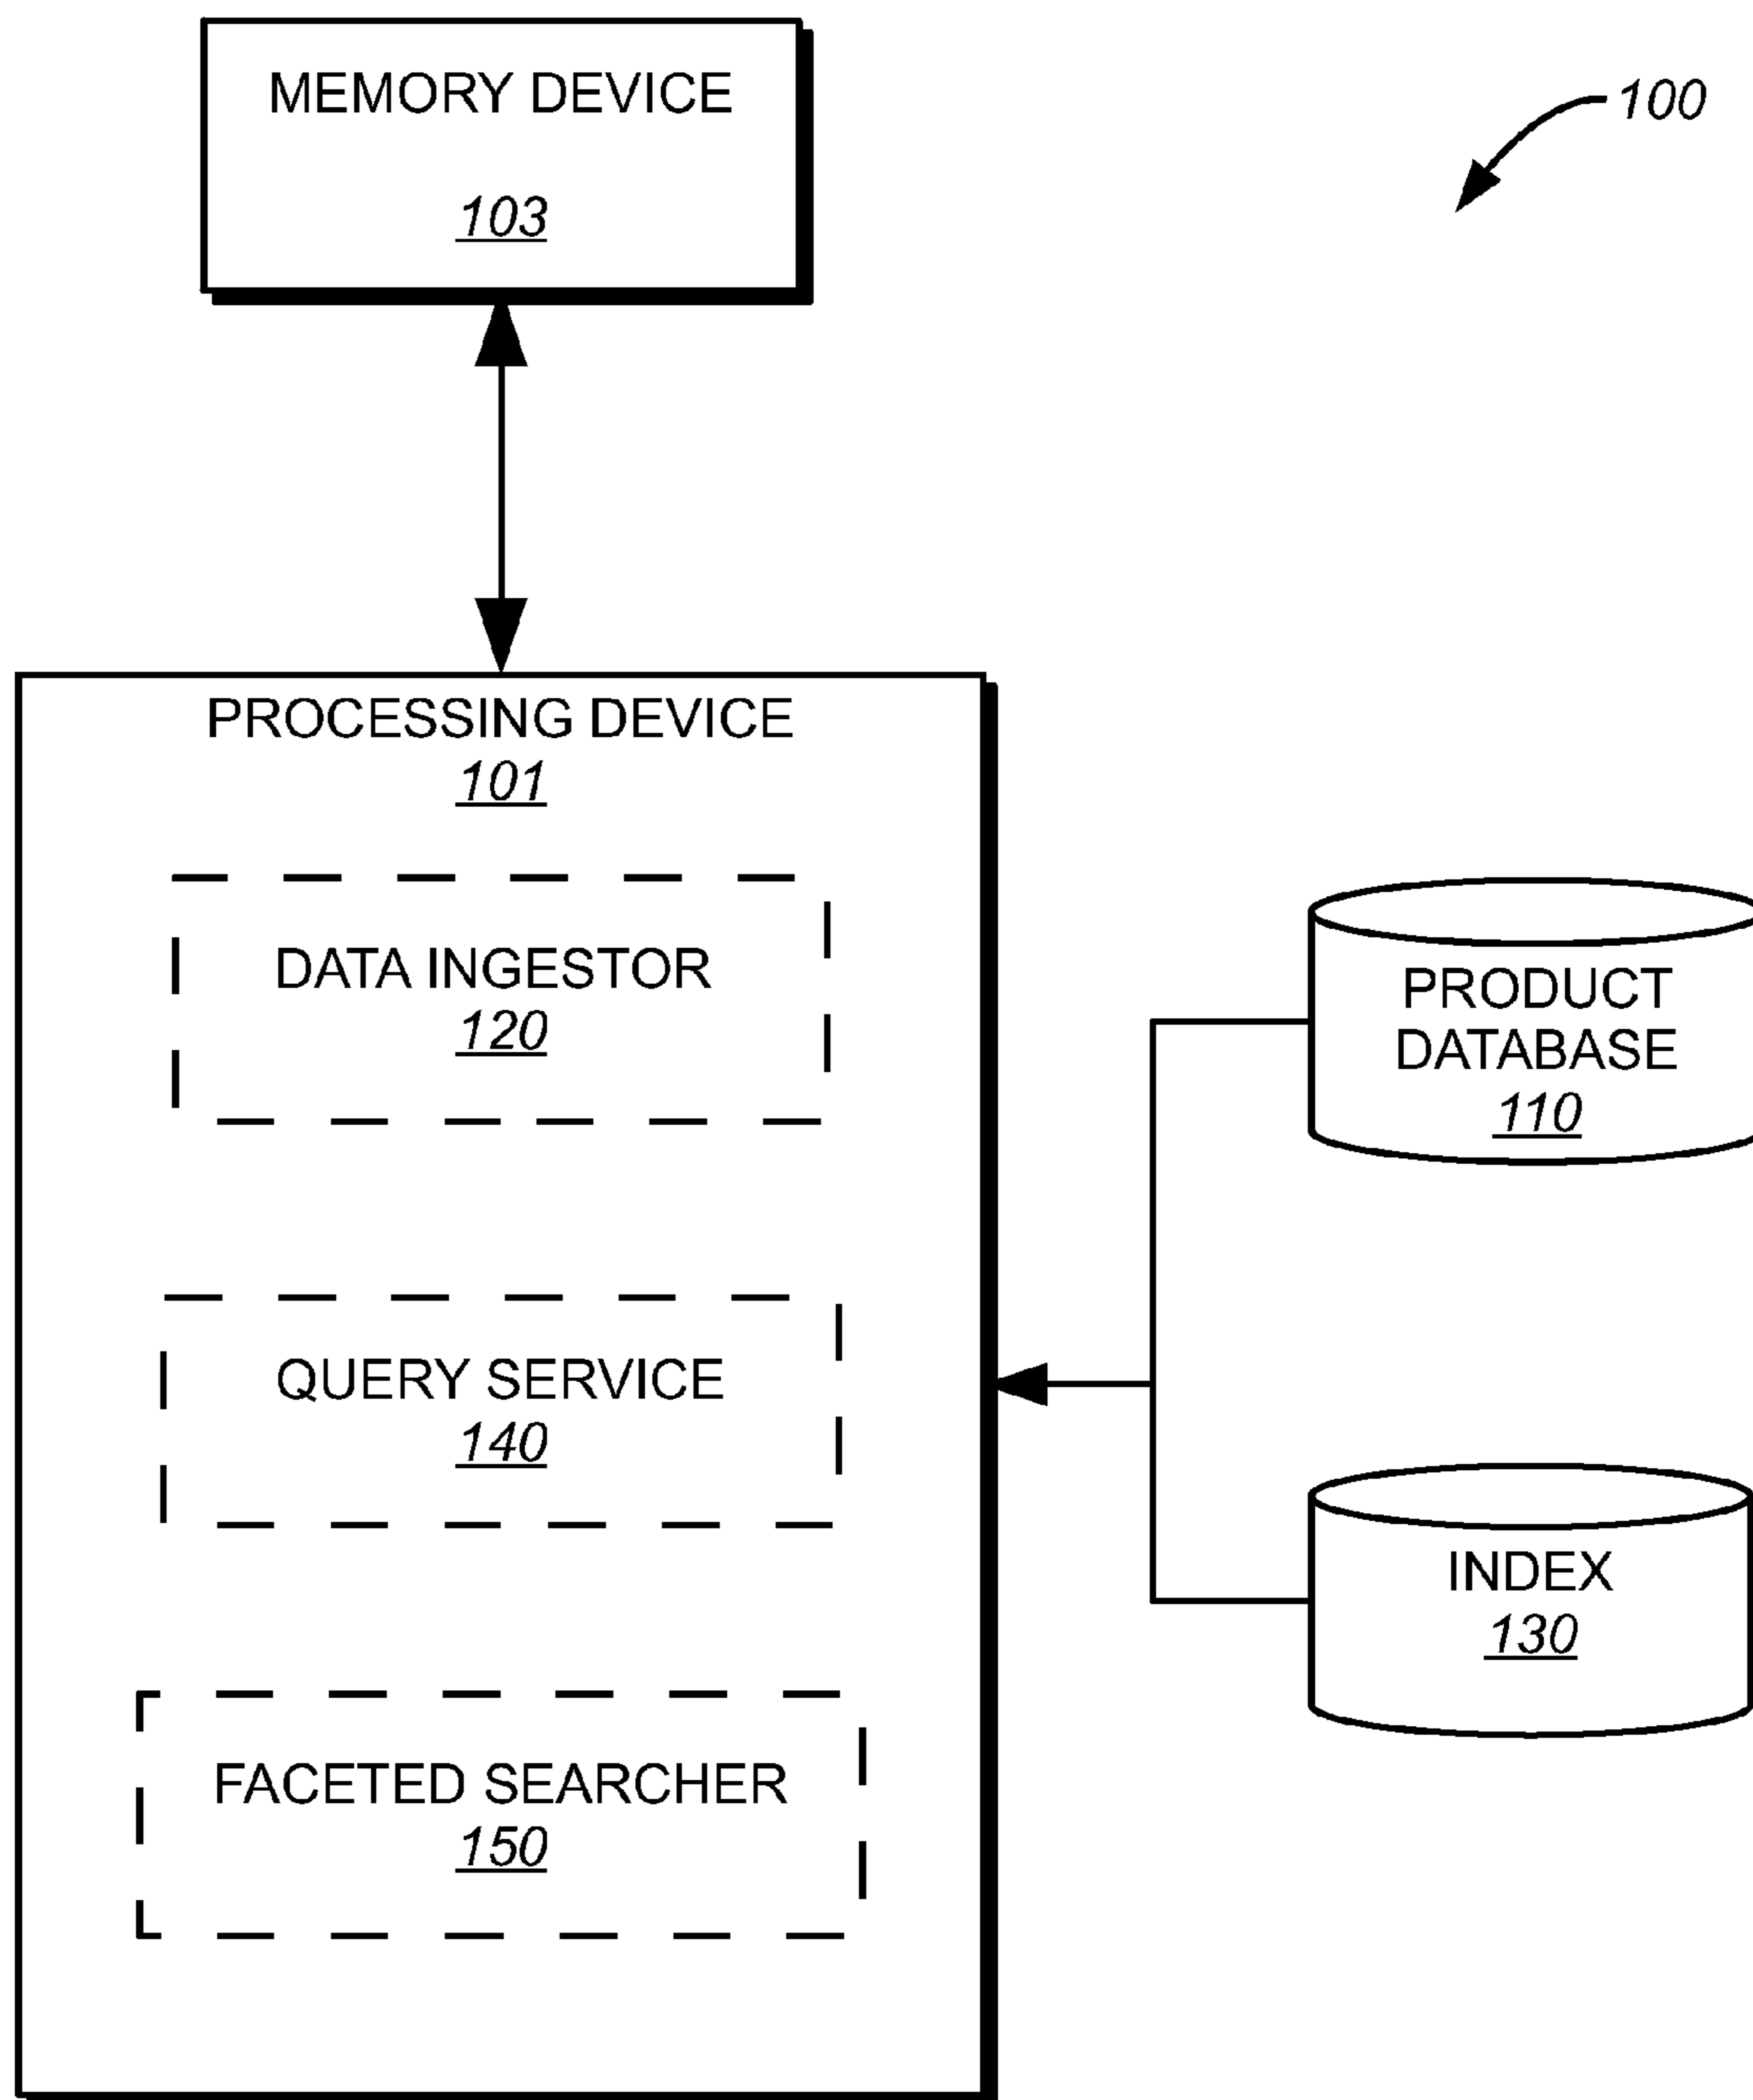 MEMORY DEVICE
103
100
PROCESSING DEVICE
101
DATA INGESTOR
120
QUERY SERVICE
140
FACETED SEARCHER
150
PRODUCT
DATABASE
110
INDEX
130